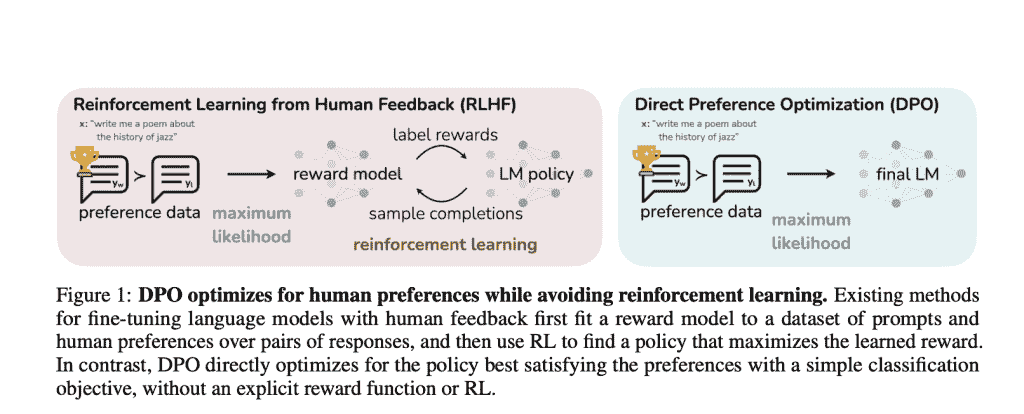 Reinforcement Learning from Human Feedback (RLHF)
x: "write me a poem about
the history of jazz"
label rewards
yw
>
yl
reward model
LM policy
preference data
maximum
likelihood
sample completions
reinforcement learning
Direct Preference Optimization (DPO)
x: "write me a poem about
the history of jazz"
yw
>
yl
final LM
preference data
maximum
likelihood
Figure 1: DPO optimizes for human preferences while avoiding reinforcement learning. Existing methods
for fine-tuning language models with human feedback first fit a reward model to a dataset of prompts and
human preferences over pairs of responses, and then use RL to find a policy that maximizes the learned reward.
In contrast, DPO directly optimizes for the policy best satisfying the preferences with a simple classification
objective, without an explicit reward function or RL.